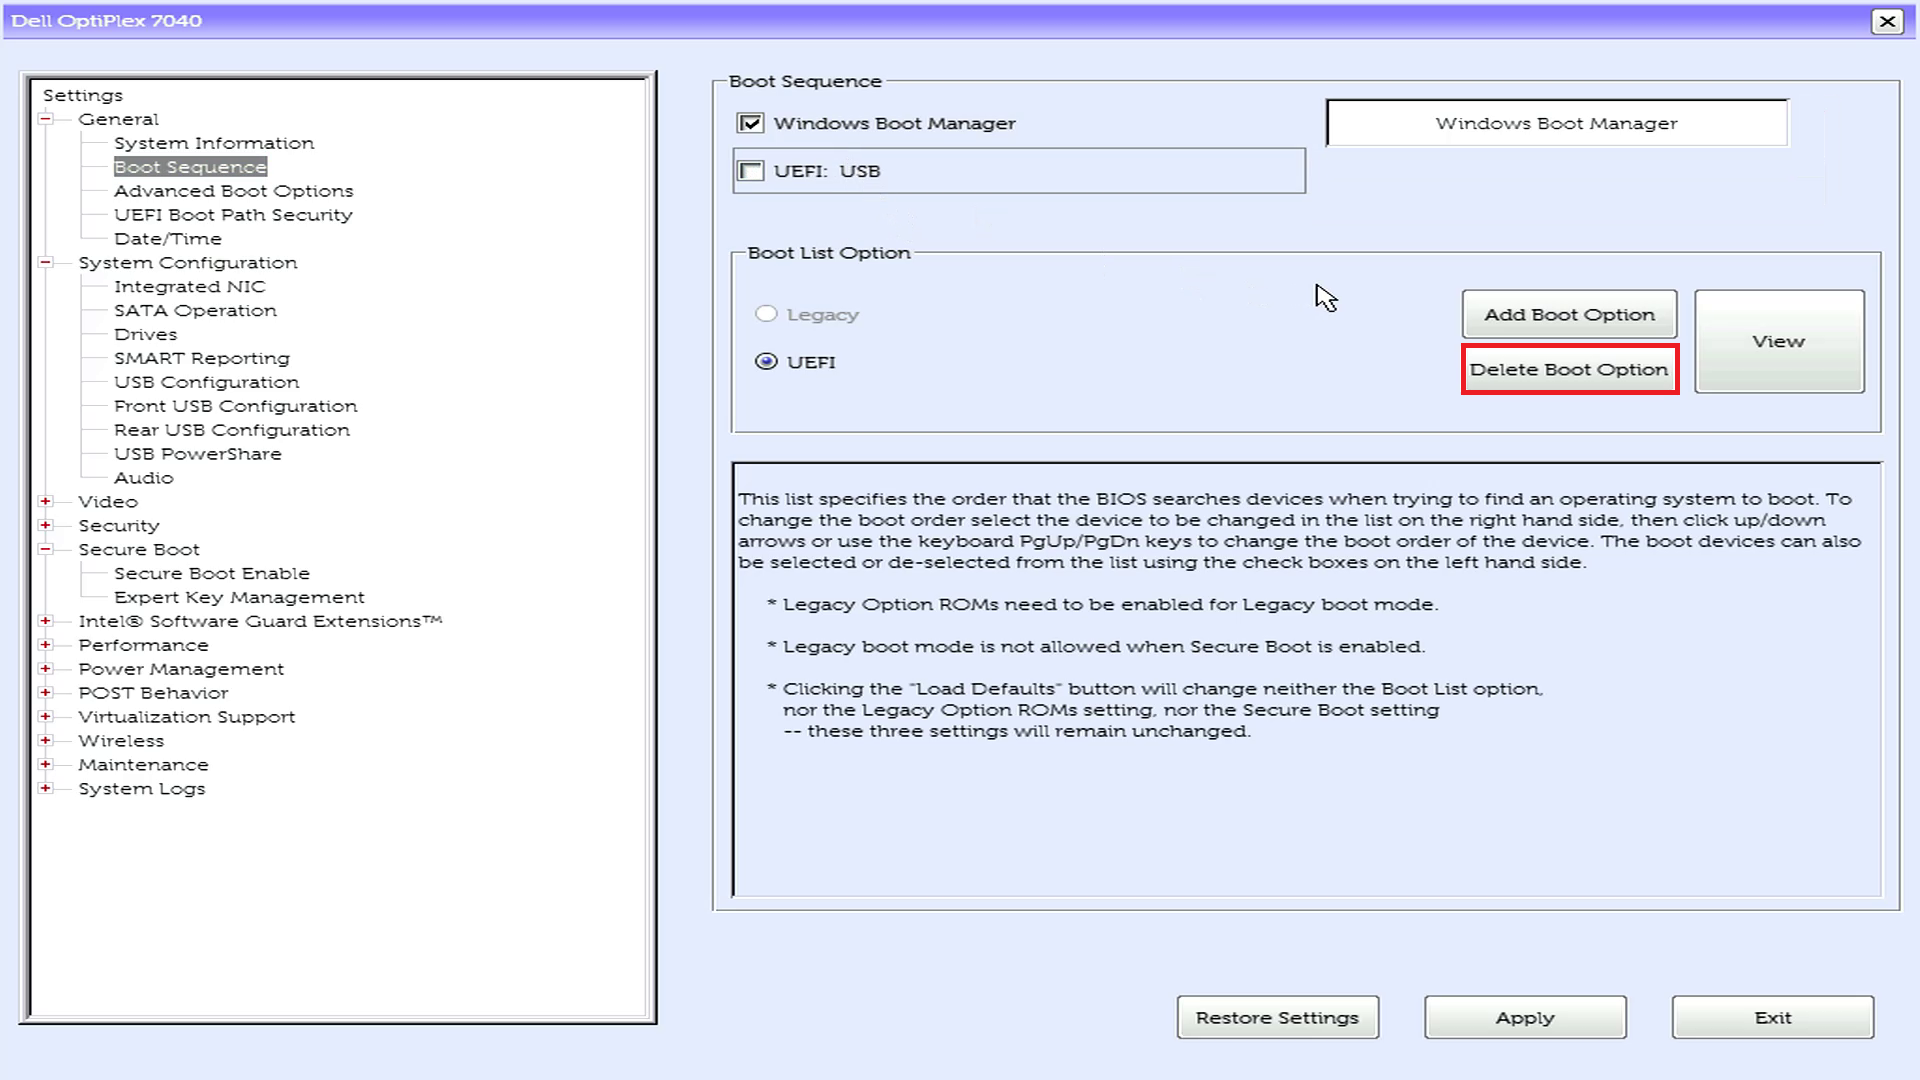 Dell OptiPlex 7040
Settings
General
System Information
Boot Sequence
Advanced Boot Options
UEFI Boot Path Security
Date/Time
System Configuration
Integrated NIC
SATA Operation
Drives
SMART Reporting
USB Configuration
Front USB Configuration
Rear USB Configuration
USB PowerShare
Audio
Video
Security
Secure Boot
Secure Boot Enable
Expert Key Management
Intel® Software Guard Extensions™
Performance
Power Management
POST Behavior
Virtualization Support
Wireless
Maintenance
System Logs
Boot Sequence
Windows Boot Manager
UEFI: USB
Windows Boot Manager
Boot List Option
Legacy
UEFI
Add Boot Option
Delete Boot Option
View
This list specifies the order that the BIOS searches devices when trying to find an operating system to boot. To
change the boot order select the device to be changed in the list on the right hand side, then click up/down
arrows or use the keyboard PgUp/PgDn keys to change the boot order of the device. The boot devices can also
be selected or de-selected from the list using the check boxes on the left hand side.
* Legacy Option ROMs need to be enabled for Legacy boot mode.
* Legacy boot mode is not allowed when Secure Boot is enabled.
* Clicking the "Load Defaults" button will change neither the Boot List option,
nor the Legacy Option ROMs setting, nor the Secure Boot setting
-- these three settings will remain unchanged.
Restore Settings
Apply
Exit